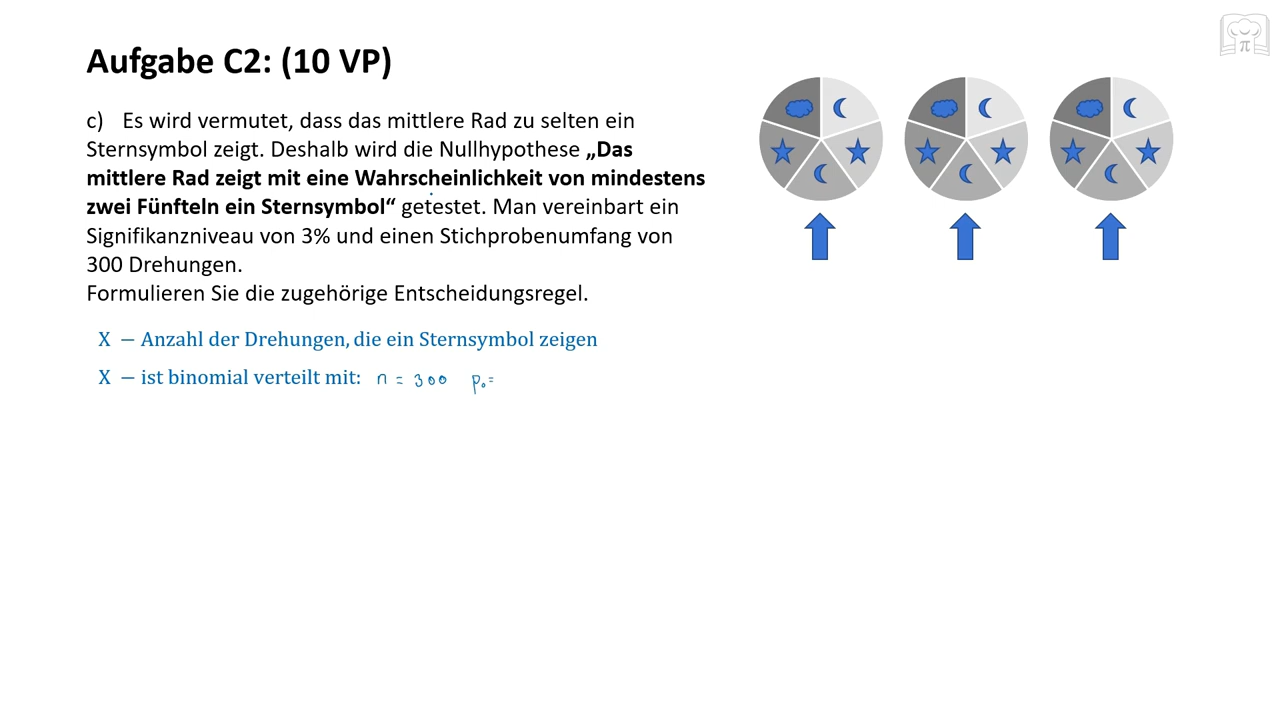 Aufgabe C2: (10 VP)
c) Es wird vermutet, dass das mittlere Rad zu selten ein
Sternsymbol zeigt. Deshalb wird die Nullhypothese „Das
mittlere Rad zeigt mit eine Wahrscheinlichkeit von mindestens
zwei Fünfteln ein Sternsymbol“ getestet. Man vereinbart ein
Signifikanzniveau von 3% und einen Stichprobenumfang von
300 Drehungen.
Formulieren Sie die zugehörige Entscheidungsregel.
X – Anzahl der Drehungen, die ein Sternsymbol zeigen
X – ist binomial verteilt mit: n = 300 p₀=
π